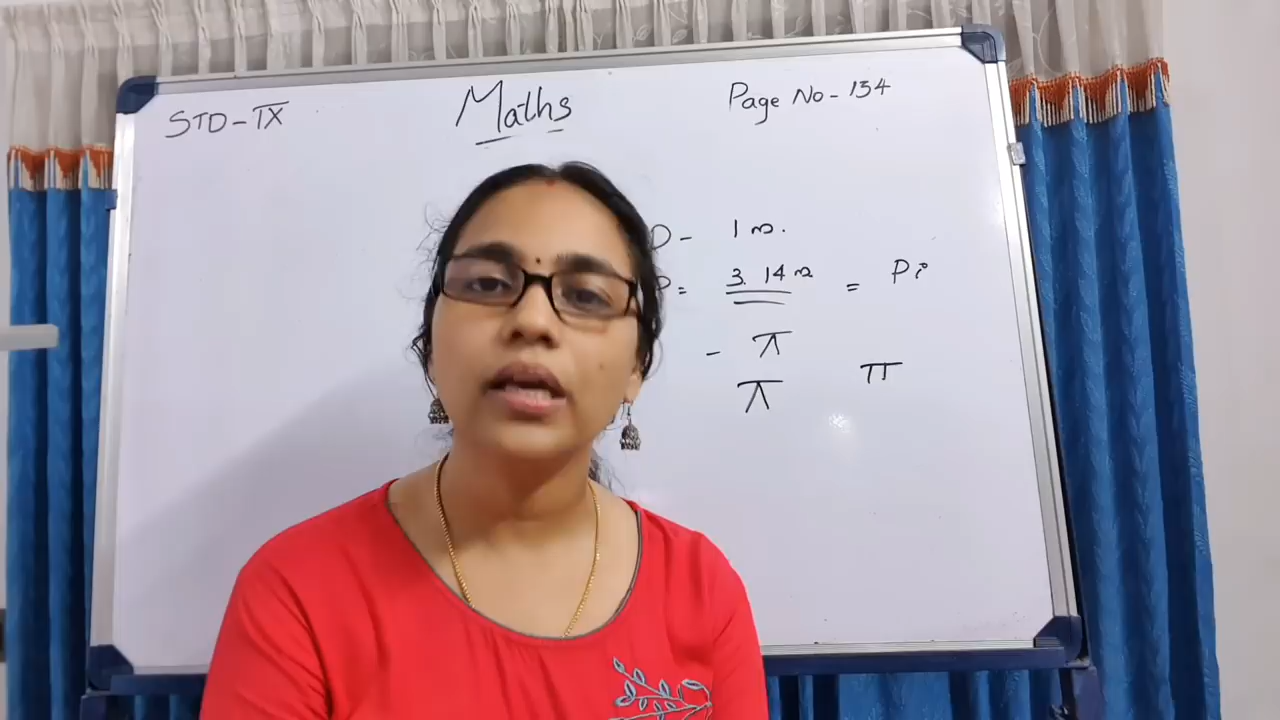 STD - IX
Maths
Page No - 134
D - 1 m.
P = 3.14 m = Pi
- π
π π